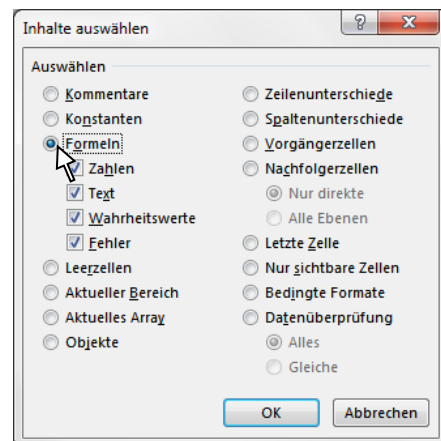 Inhalte auswählen
Auswählen
Kommentare
Konstanten
Formeln
Zahlen
Text
Wahrheitswerte
Fehler
Leerzellen
Aktueller Bereich
Aktuelles Array
Objekte
Zeilenunterschiede
Spaltenunterschiede
Vorgängerzellen
Nachfolgerzellen
Nur direkte
Alle Ebenen
Letzte Zelle
Nur sichtbare Zellen
Bedingte Formate
Datenüberprüfung
Alles
Gleiche
OK
Abbrechen